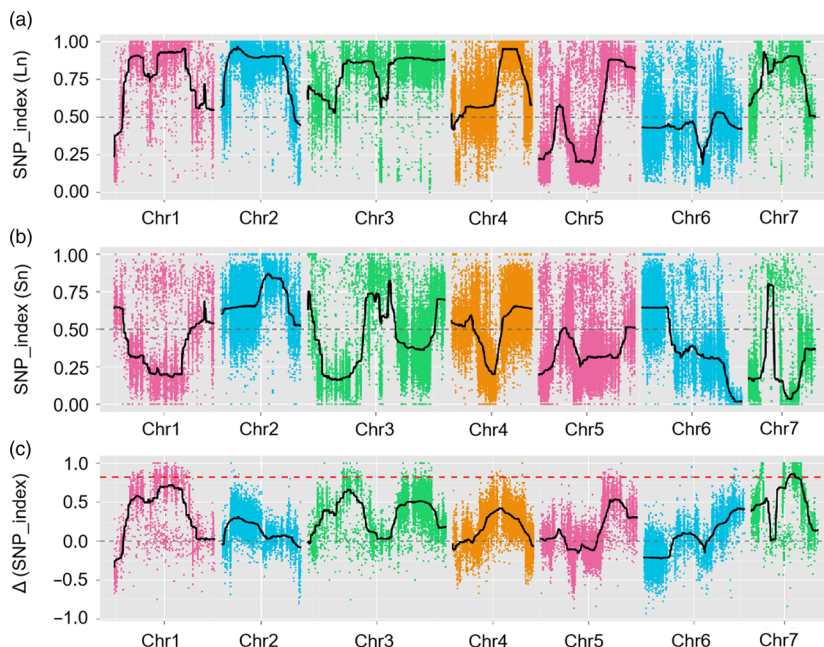 (a)
SNP_index (Ln)
1.00
0.75
0.50
0.25
0.00
Chr1 Chr2 Chr3 Chr4 Chr5 Chr6 Chr7
(b)
SNP_index (Sn)
1.00
0.75
0.50
0.25
0.00
Chr1 Chr2 Chr3 Chr4 Chr5 Chr6 Chr7
(c)
Δ (SNP_index)
1.0
0.5
0.0
−0.5
−1.0
Chr1 Chr2 Chr3 Chr4 Chr5 Chr6 Chr7